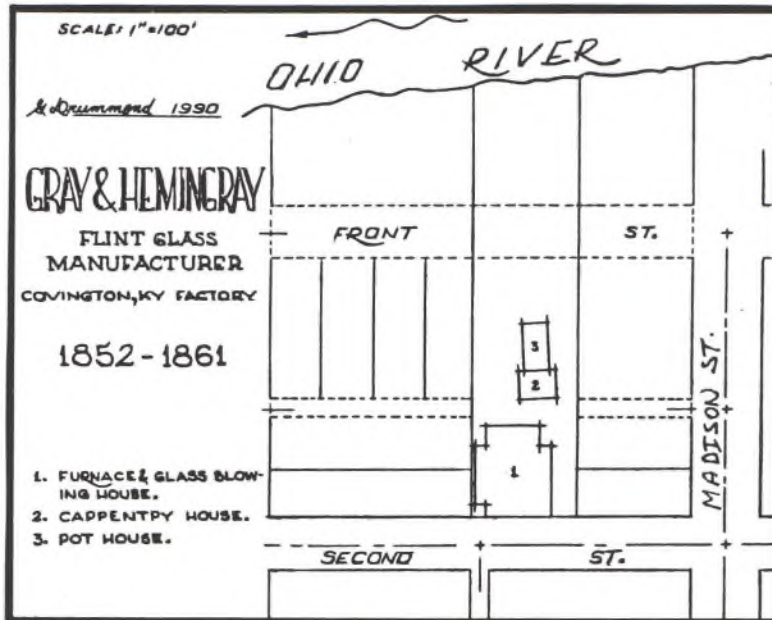 SCALE: 1"=100'
OHIO RIVER
G Drummond 1990
GRAY & HEMINGRAY
FLINT GLASS
MANUFACTURER
COVINGTON, KY FACTORY
1852-1861
FRONT ST.
MADISON ST.
3
2
1
1. FURNACE & GLASS BLOW-
ING HOUSE.
2. CAPPENTPY HOUSE.
3. POT HOUSE.
SECOND ST.